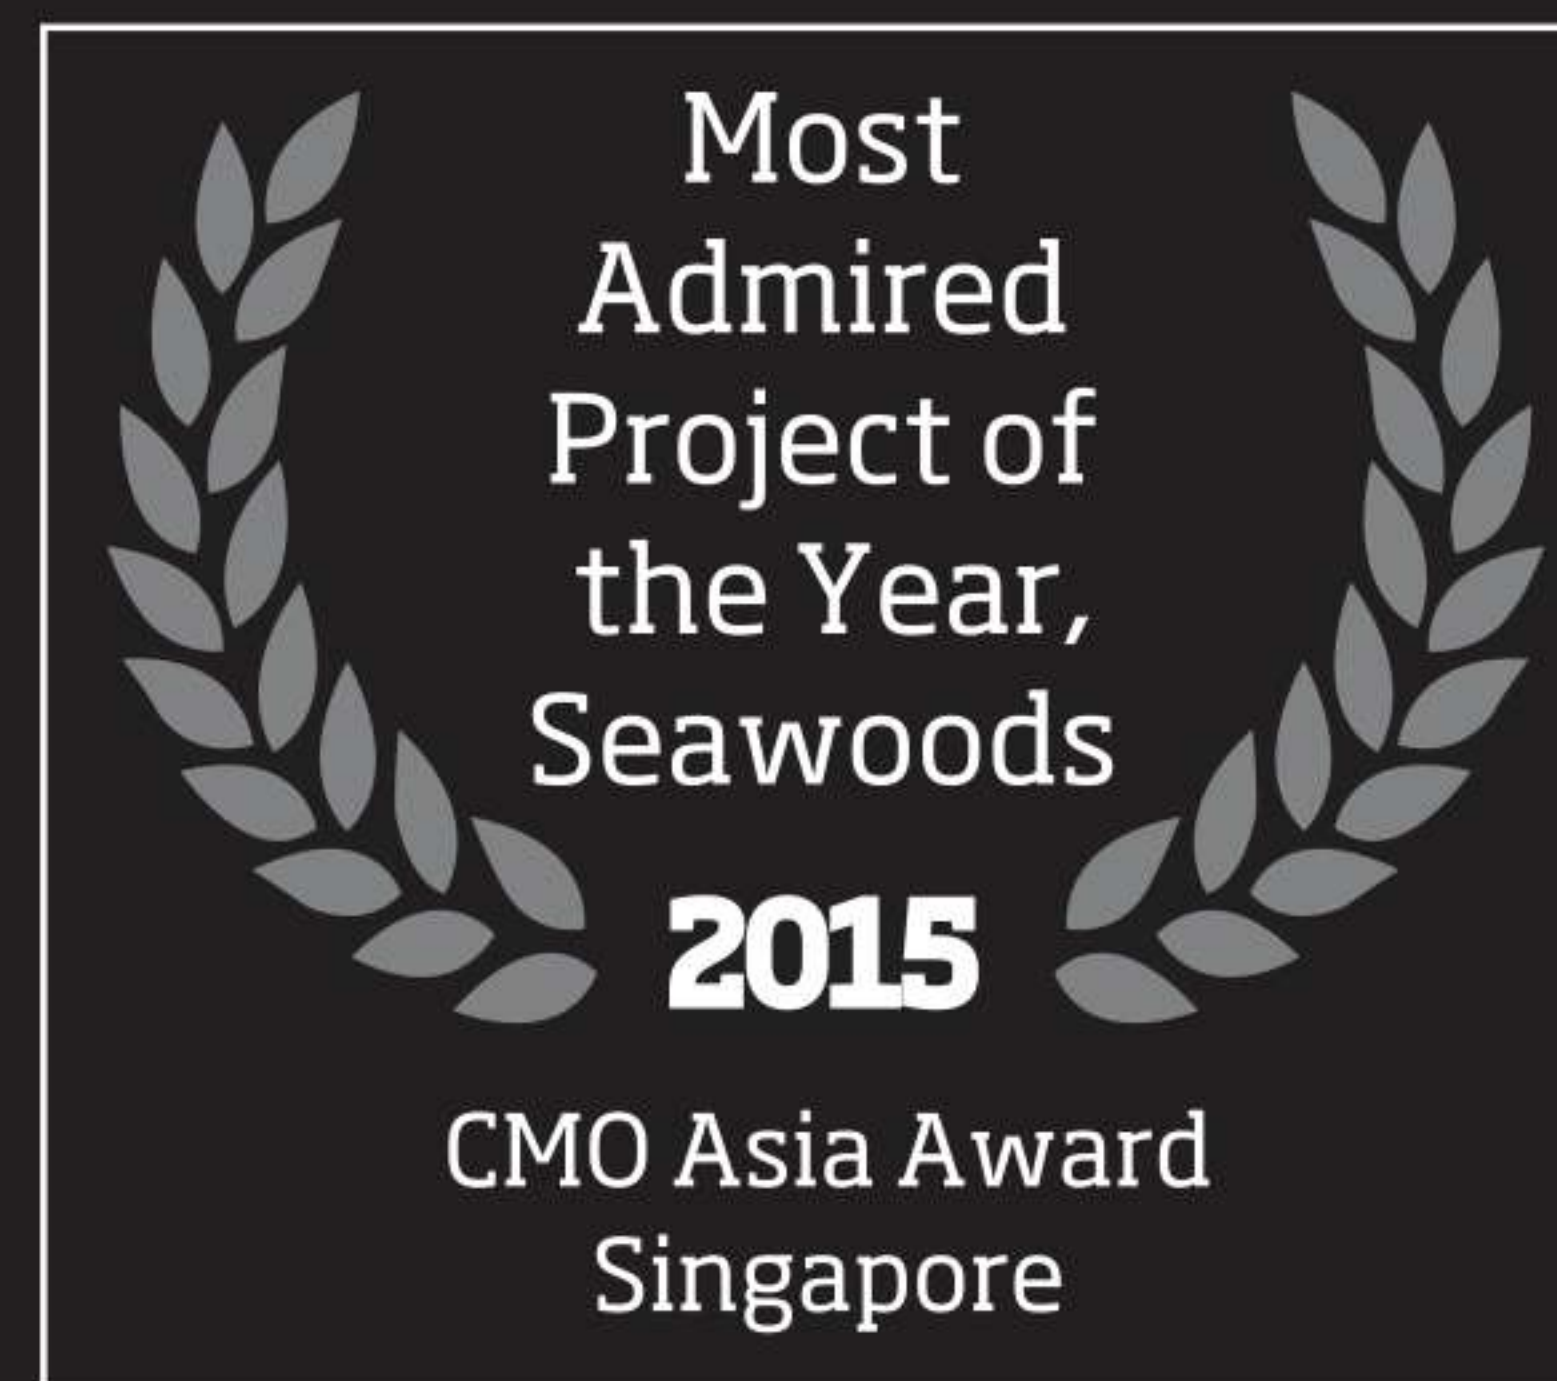 Most
Admired
Project of
the Year,
Seawoods
2015
CMO Asia Award
Singapore